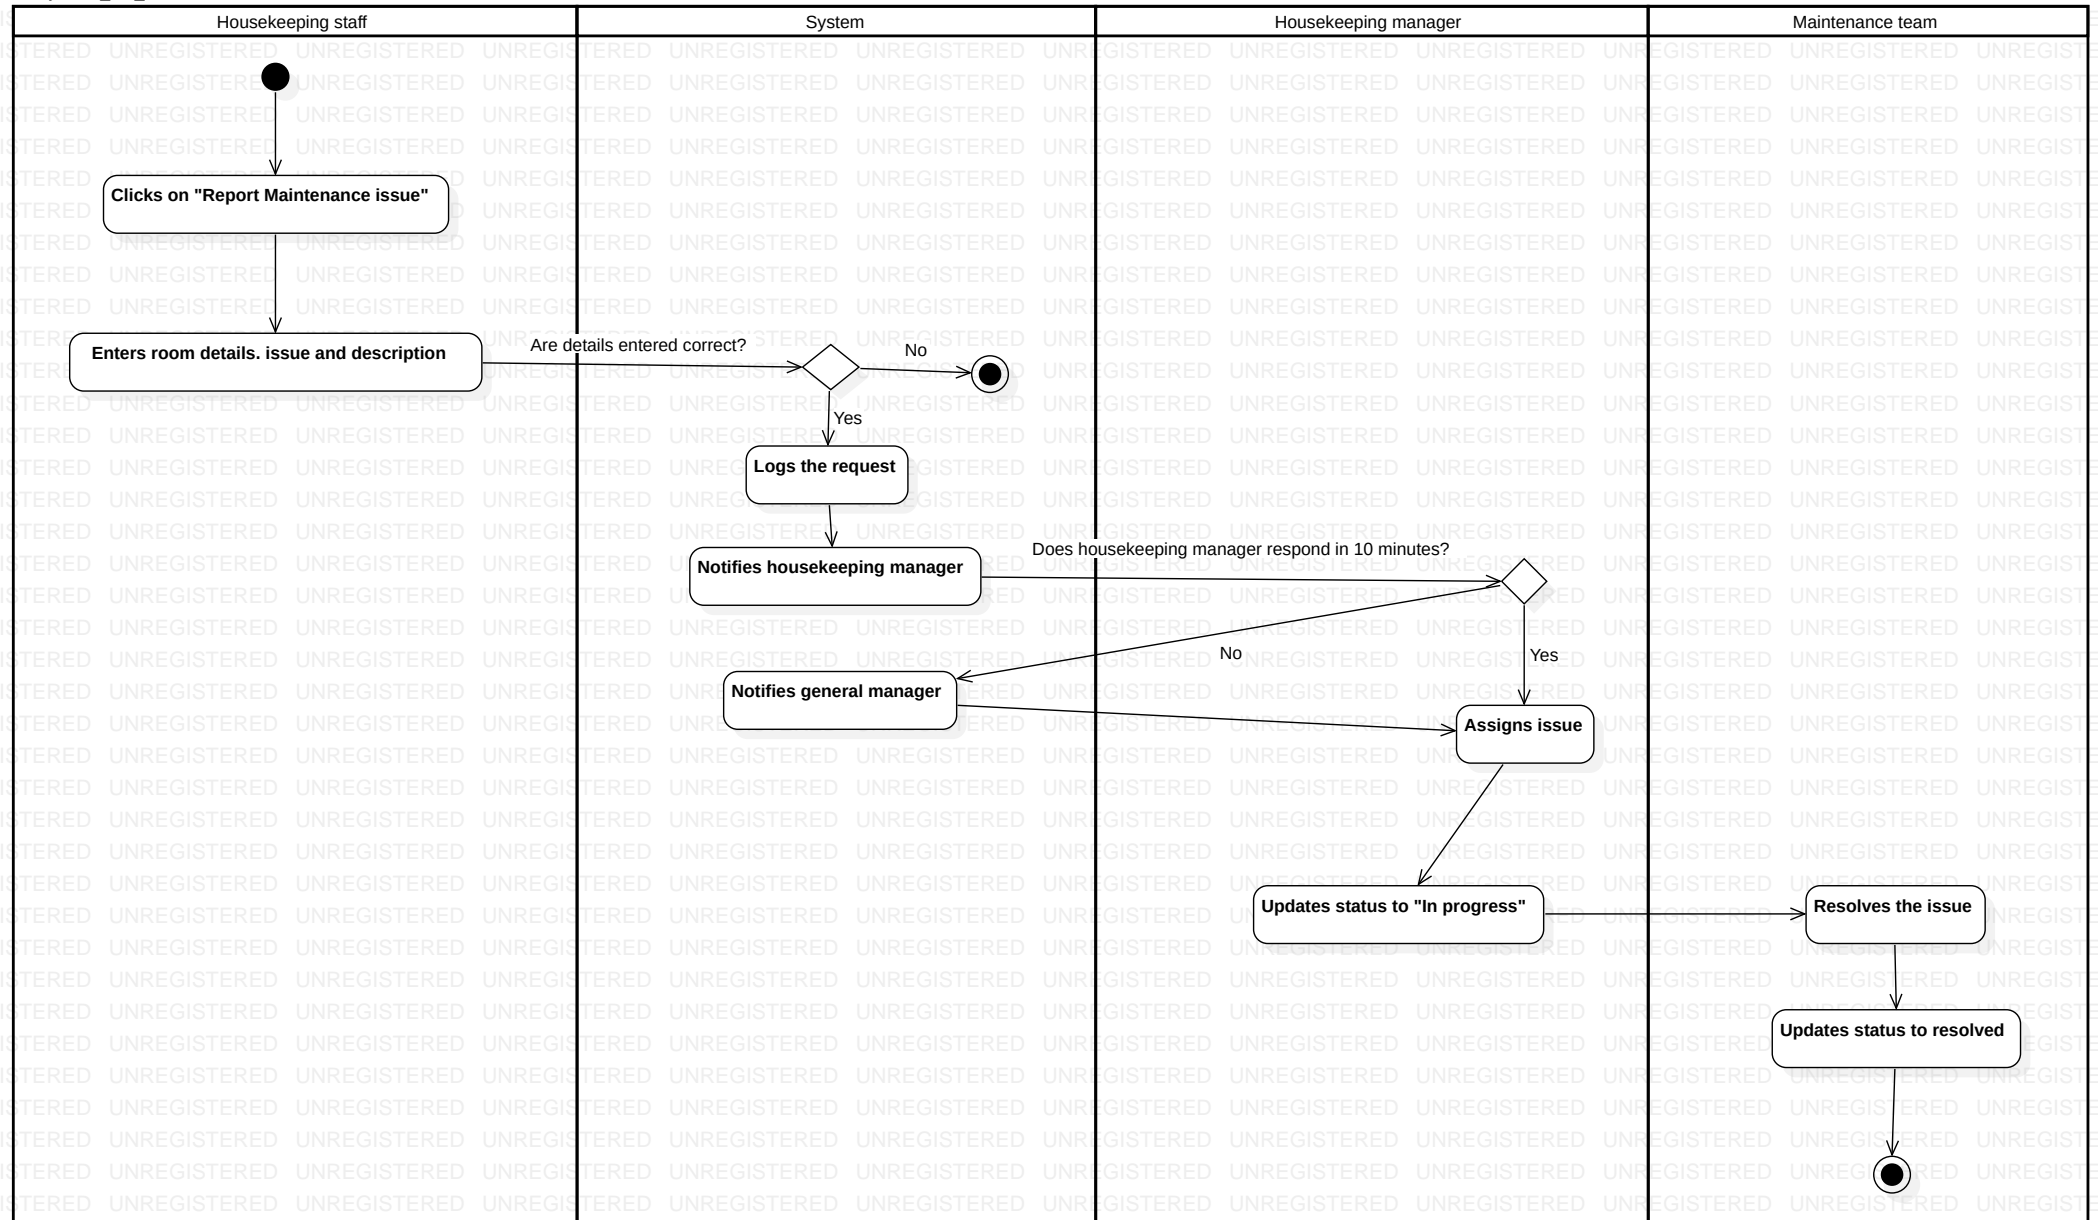 Housekeeping staff
System
Housekeeping manager
Maintenance team
Clicks on "Report Maintenance issue"
Enters room details. issue and description
Are details entered correct?
No
Yes
Logs the request
Notifies housekeeping manager
Does housekeeping manager respond in 10 minutes?
No
Yes
Notifies general manager
Assigns issue
Updates status to "In progress"
Resolves the issue
Updates status to resolved
UNREGISTERED